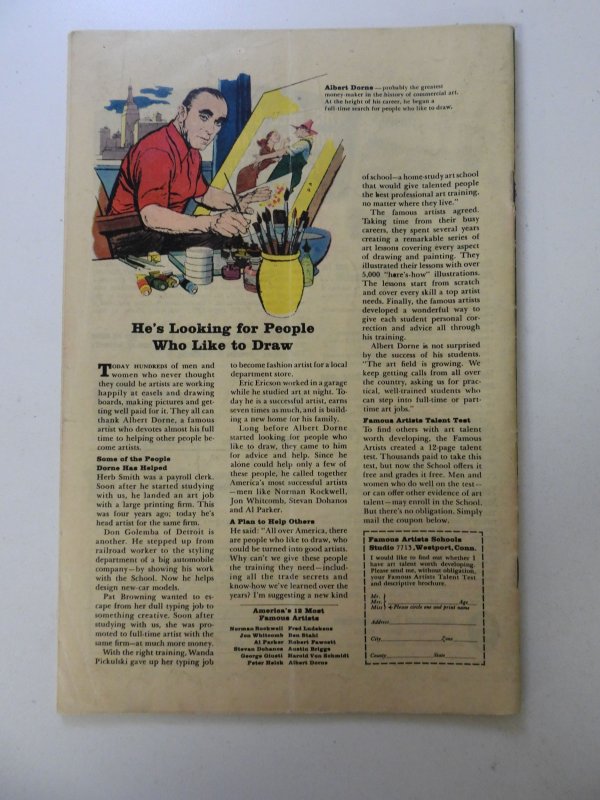 Albert Dorne — probably the greatest
money-maker in the history of commercial art.
At the height of his career, he began a
full-time search for people who like to draw.
He's Looking for People
Who Like to Draw
TODAY HUNDREDS of men and
women who never thought
they could be artists are working
happily at easels and drawing
boards, making pictures and get-
ting well paid for it. They all can
thank Albert Dorne, a famous
artist who devotes almost his full
time to helping other people be-
come artists.
Some of the People
Dorne Has Helped
Herb Smith was a payroll clerk.
Soon after he started studying
with us, he landed an art job
with a large printing firm. This
was four years ago; today he's
head artist for the same firm.
Don Golemba of Detroit is
another. He stepped up from
railroad worker to the styling
department of a big automobile
company—by showing his work
with the School. Now he helps
design new-car models.
Pat Browning wanted to es-
cape from her dull typing job to
something creative. Soon after
studying with us, she was pro-
moted to full-time artist with the
same firm—at much more money.
With the right training, Wanda
Pickulski gave up her typing job
to become fashion artist for a local
department store.
Eric Ericson worked in a garage
while he studied art at night. To-
day he is a successful artist, earns
seven times as much, and is build-
ing a new home for his family.
Long before Albert Dorne
started looking for people who
like to draw, they came to him
for advice and help. Since he
alone could help only a few of
these people, he called together
America's most successful artists
—men like Norman Rockwell,
Jon Whitcomb, Stevan Dohanos
and Al Parker.
A Plan to Help Others
He said: "All over America, there
are people who like to draw, who
could be turned into good artists.
Why can't we give these people
the training they need—includ-
ing all the trade secrets and
know-how we've learned over the
years? I'm suggesting a new kind
America's 12 Most
Famous Artists
Norman Rockwell Fred Ludekens
Jon Whitcomb Ben Stahl
Al Parker Robert Fawcett
Stevan Dohanos Austin Briggs
George Giusti Harold Von Schmidt
Peter Helck Albert Dorne
of school—a home-study art school
that would give talented people
the best professional art training,
no matter where they live."
The famous artists agreed.
Taking time from their busy
careers, they spent several years
creating a remarkable series of
art lessons covering every aspect
of drawing and painting. They
illustrated their lessons with over
5,000 "here's-how" illustrations.
The lessons start from scratch
and cover every skill a top artist
needs. Finally, the famous artists
developed a wonderful way to
give each student personal cor-
rection and advice all through
his training.
Albert Dorne is not surprised
by the success of his students.
"The art field is growing. We
keep getting calls from all over
the country, asking us for prac-
tical, well-trained students who
can step into full-time or part-
time art jobs."
Famous Artists Talent Test
To find others with art talent
worth developing, the Famous
Artists created a 12-page talent
test. Thousands paid to take this
test, but now the School offers it
free and grades it free. Men and
women who do well on the test—
or can offer other evidence of art
talent—may enroll in the School.
But there's no obligation. Simply
mail the coupon below.
Famous Artists Schools
Studio 7713, Westport, Conn.
I would like to find out whether I
have art talent worth developing.
Please send me, without obligation,
your Famous Artists Talent Test
and descriptive brochure.
Mr.
Mrs. Age
Miss Please circle one and print name
Address
City Zone
County State